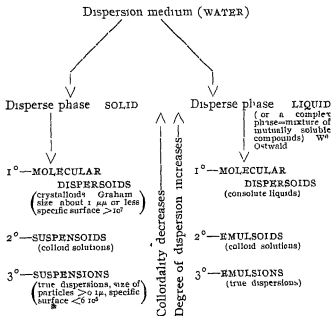 Dispersion medium (WATER)
Disperse phase SOLID
1°—MOLECULAR
DISPERSOIDS
(crystalloids Graham
size about 1 μμ or less
specific surface >10⁷)
2°—SUSPENSOIDS
(colloid solutions)
3°—SUSPENSIONS
(true dispersions, size of
particles >0 1μ, specific
surface <6 10⁵)
Colloidality decreases
Degree of dispersion increases
Disperse phase LIQUID
(or a complex
phase=mixture of
mutually soluble
compounds) Wᵒ
Ostwald
1°—MOLECULAR
DISPERSOIDS
(consolute liquids)
2°—EMULSOIDS
(colloid solutions)
3°—EMULSIONS
(true dispersions)